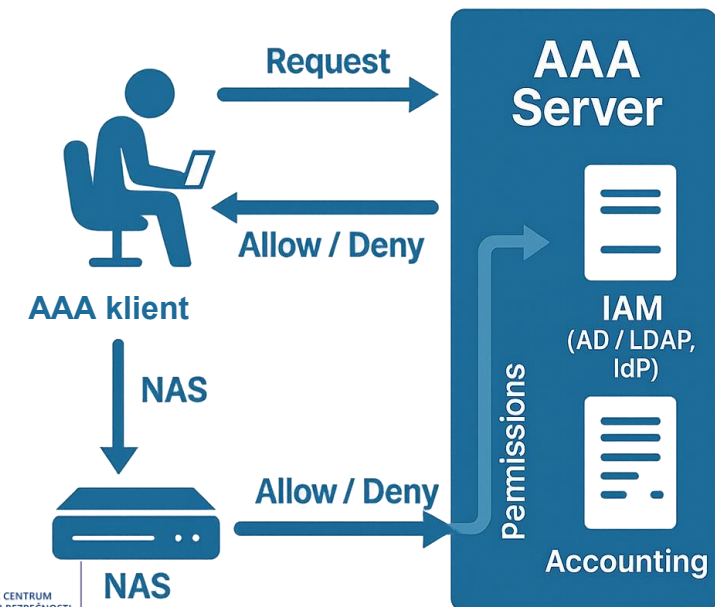 Request
AAA
Server
Allow / Deny
AAA klient
IAM
(AD / LDAP,
IdP)
NAS
Permissions
Allow / Deny
Accounting
NAS
CENTRUM